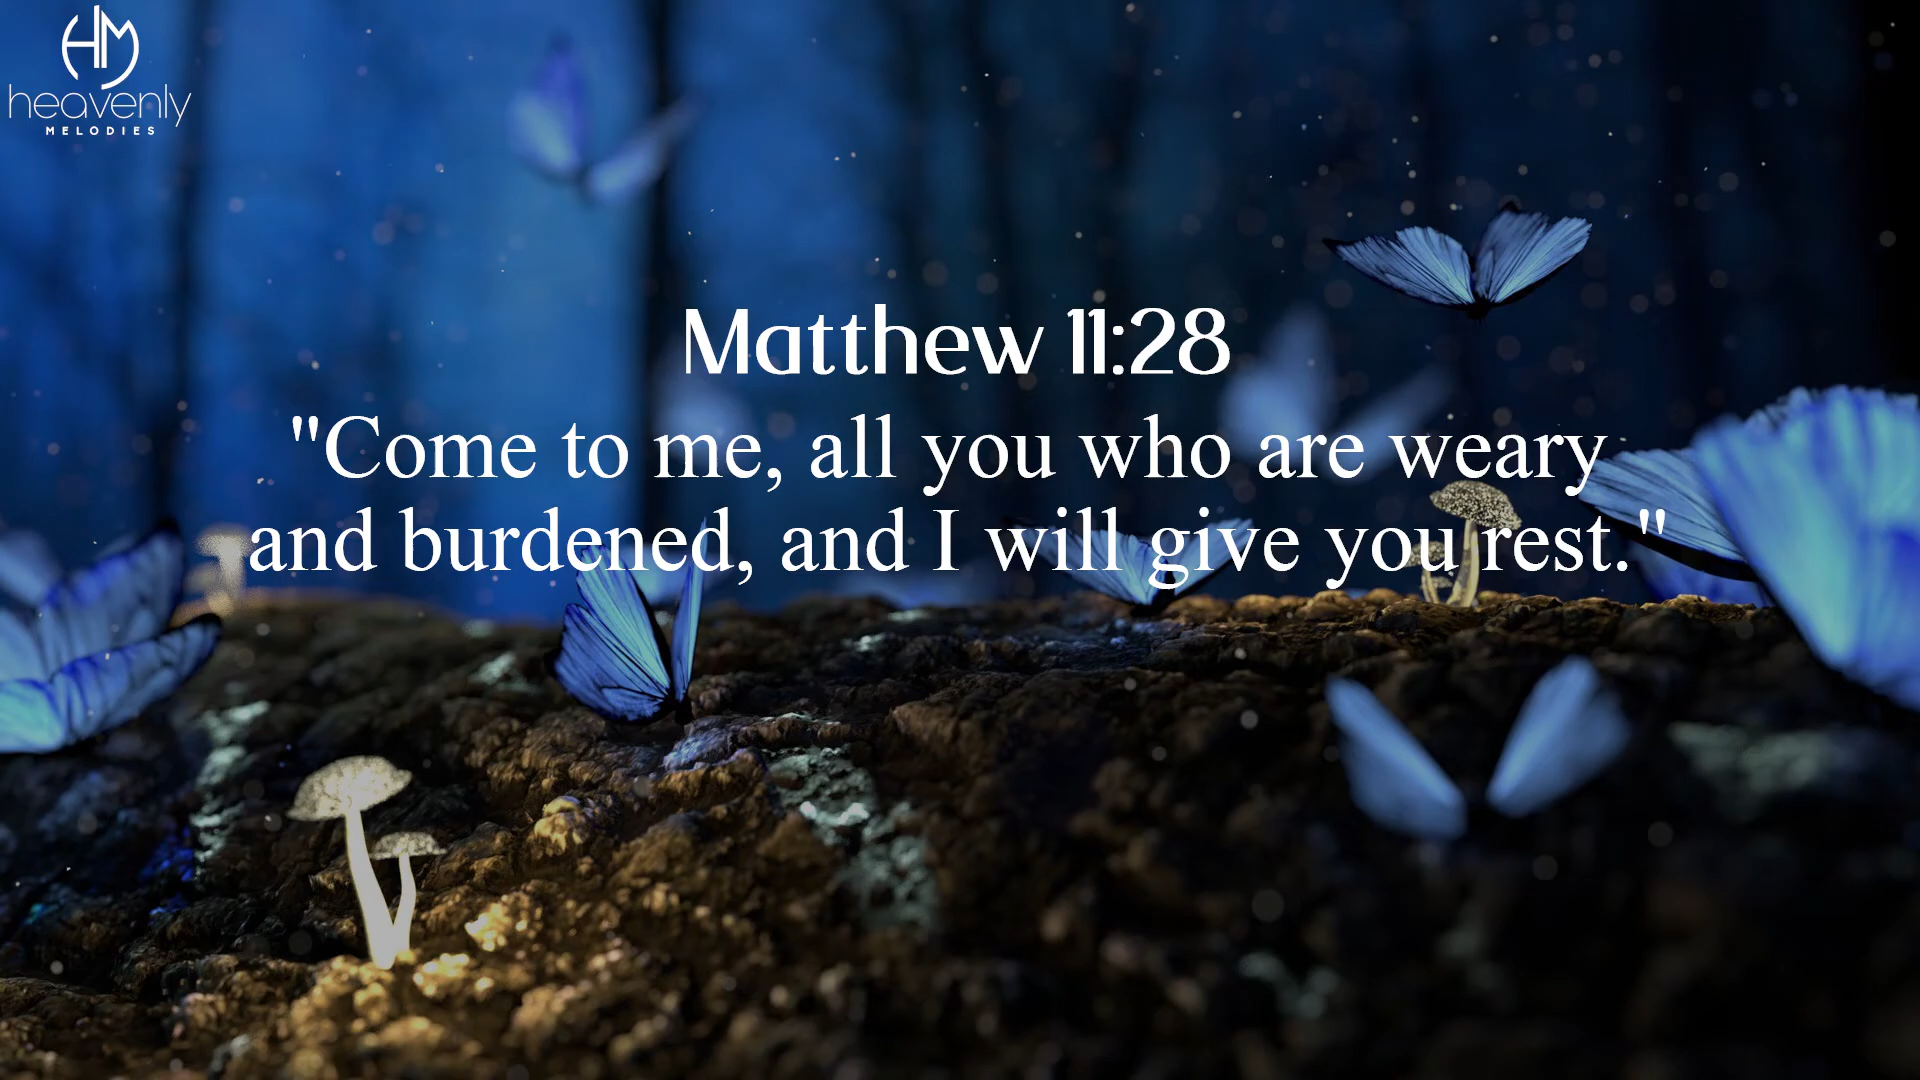 HM
heavenly
MELODIES
Matthew 11:28
"Come to me, all you who are weary
and burdened, and I will give you rest."